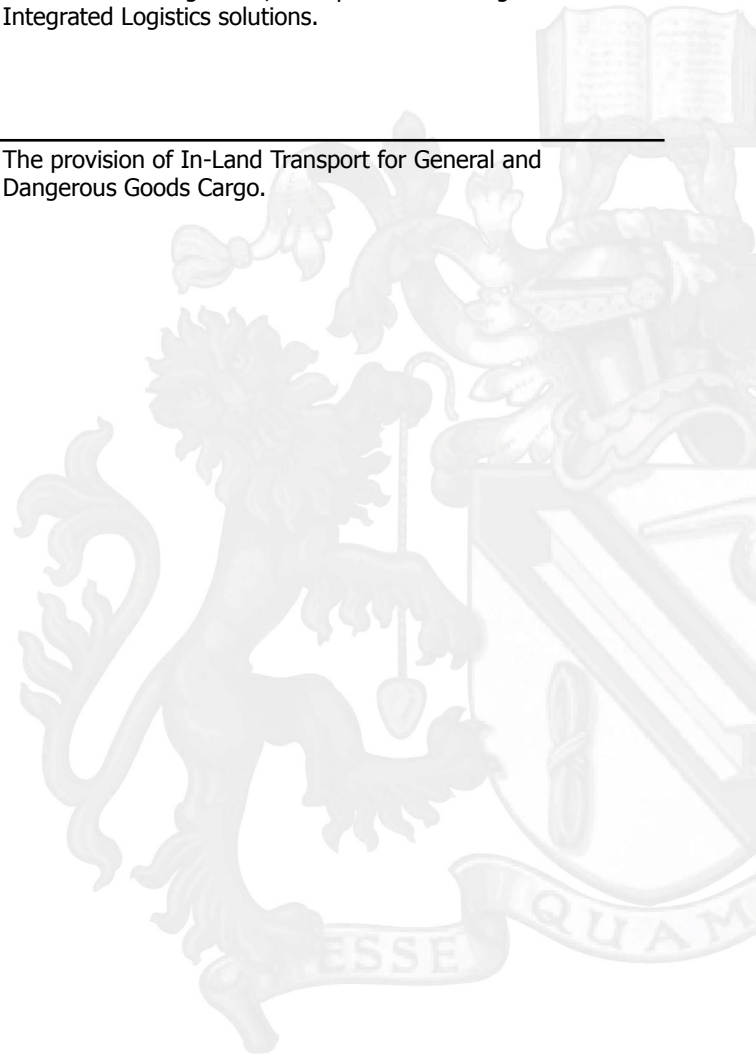 Integrated Logistics solutions.
The provision of In-Land Transport for General and
Dangerous Goods Cargo.
ESSE
QUAM